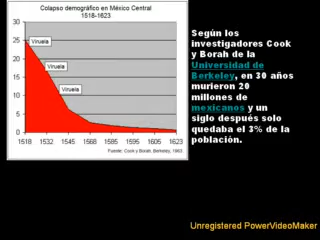 Colapso demográfico en México Central
1518-1623
30
25
20
15
10
5
0
Viruela
Viruela
Viruela
1518 1532 1545 1568 1585 1595 1605 1623
Fuente: Cook y Borah, Berkeley, 1963.
Según los
investigadores Cook
y Borah de la
Universidad de
Berkeley, en 30 años
murieron 20
millones de
mexicanos y un
siglo después solo
quedaba el 3% de la
población.
Unregistered PowerVideoMaker